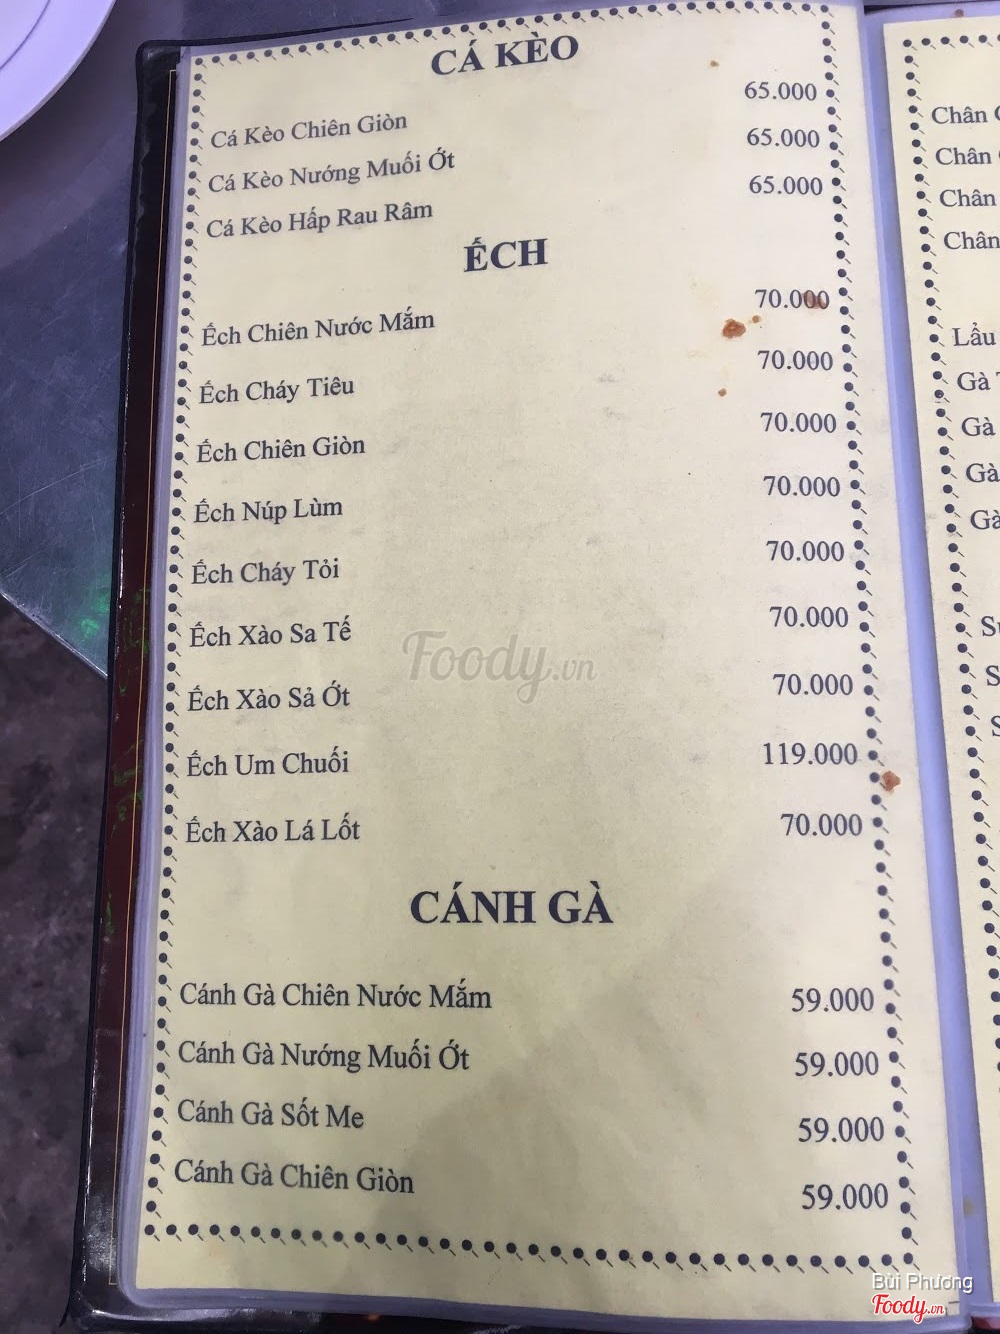 CÁ KÈO
Cá Kèo Chiên Giòn 65.000
Cá Kèo Nướng Muối Ớt 65.000
Cá Kèo Hấp Rau Râm 65.000
ẾCH
Ếch Chiên Nước Mắm 70.000
Ếch Cháy Tiêu 70.000
Ếch Chiên Giòn 70.000
Ếch Núp Lùm 70.000
Ếch Cháy Tỏi 70.000
Ếch Xào Sa Tế 70.000
Ếch Xào Sả Ớt 70.000
Ếch Um Chuối 119.000
Ếch Xào Lá Lốt 70.000
CÁNH GÀ
Cánh Gà Chiên Nước Mắm 59.000
Cánh Gà Nướng Muối Ớt 59.000
Cánh Gà Sốt Me 59.000
Cánh Gà Chiên Giòn 59.000
Chân
Chân
Chân
Chân
Lẩu
Gà
Gà
Gà
Gà
Foody.vn
Bùi Phương
Foody.vn